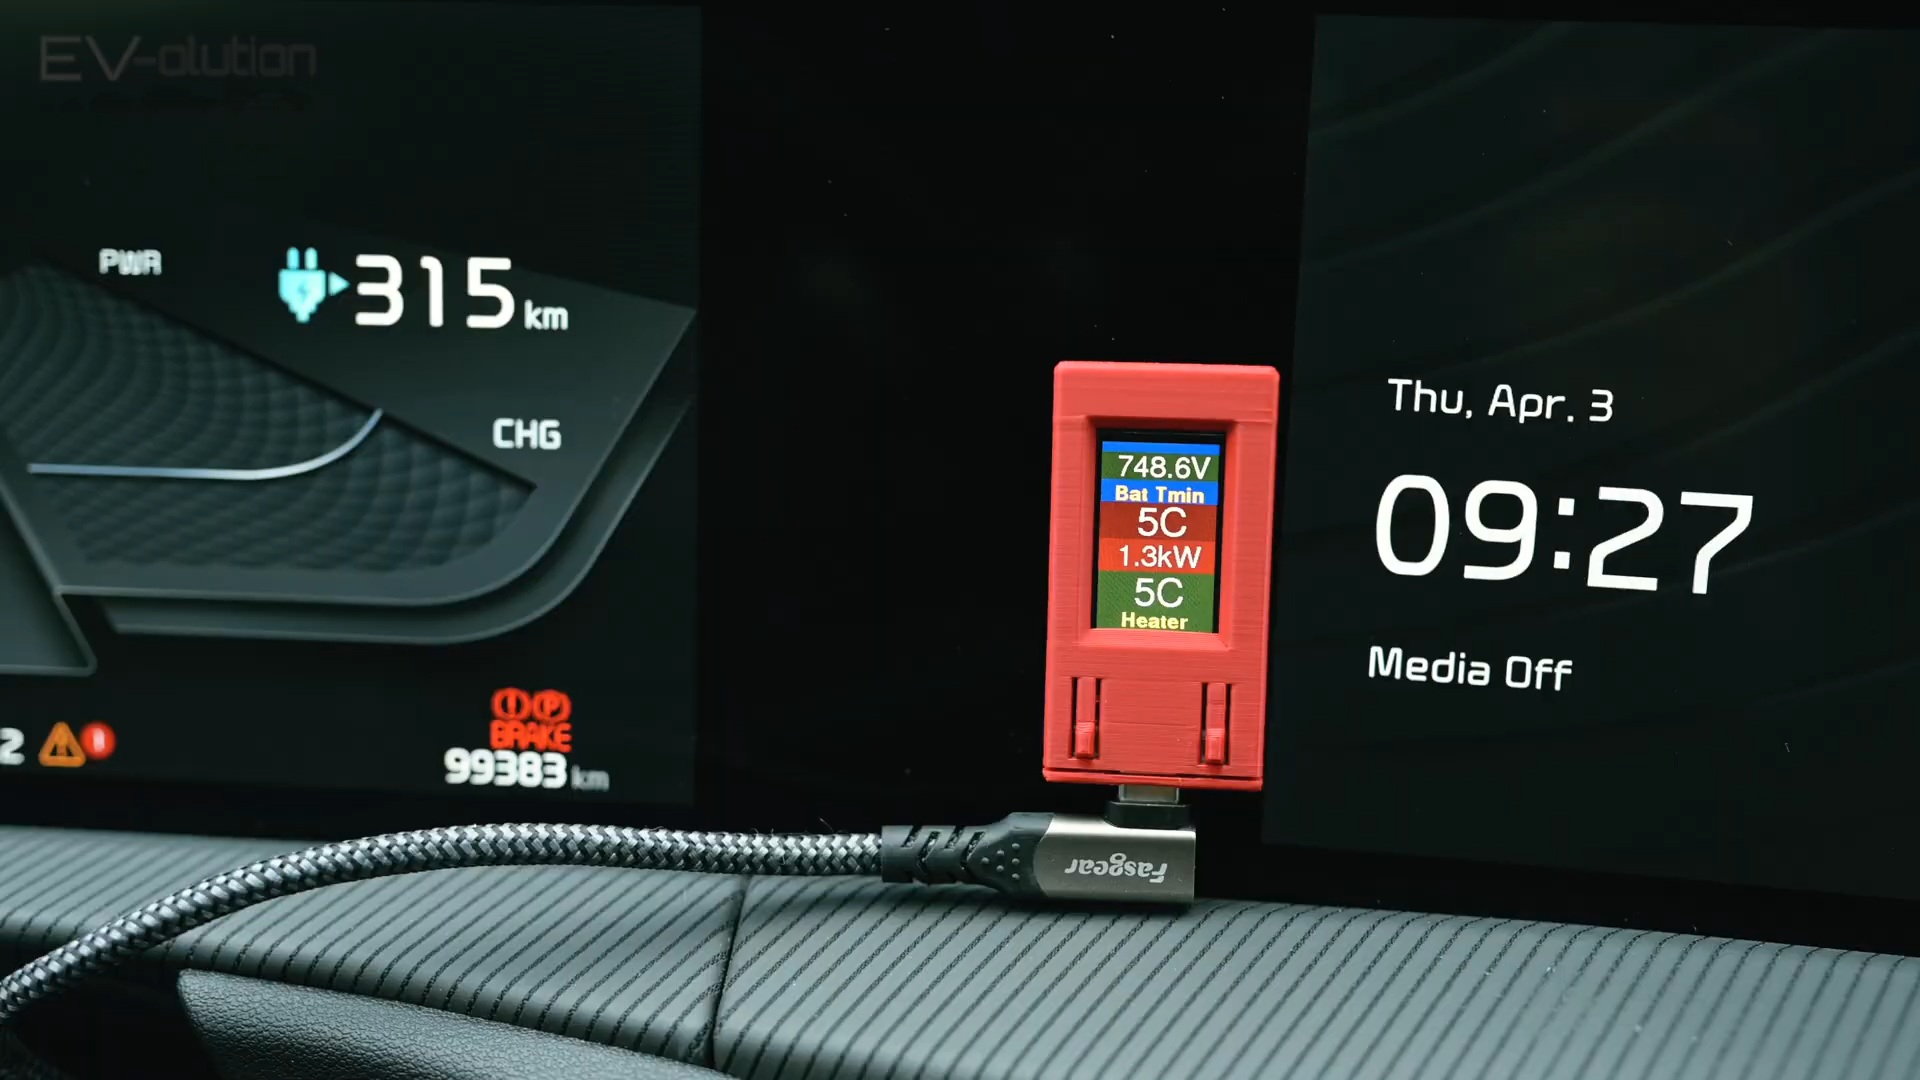 EV-olution
PWR
315 km
CHG
2
BRAKE
99383 km
748.6V
Bat Tmin
5C
1.3kW
5C
Heater
Fasgear
Thu, Apr. 3
09:27
Media Off